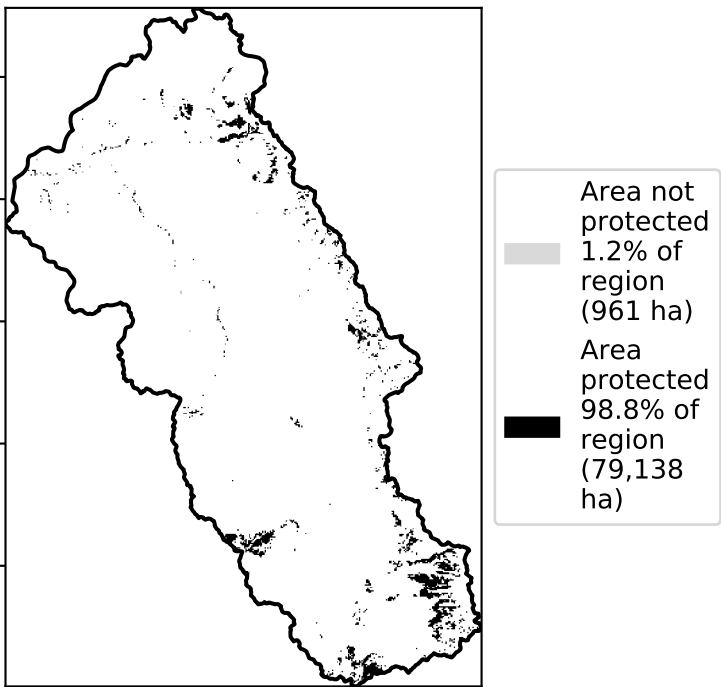 Area not
protected
1.2% of
region
(961 ha)
Area
protected
98.8% of
region
(79,138
ha)